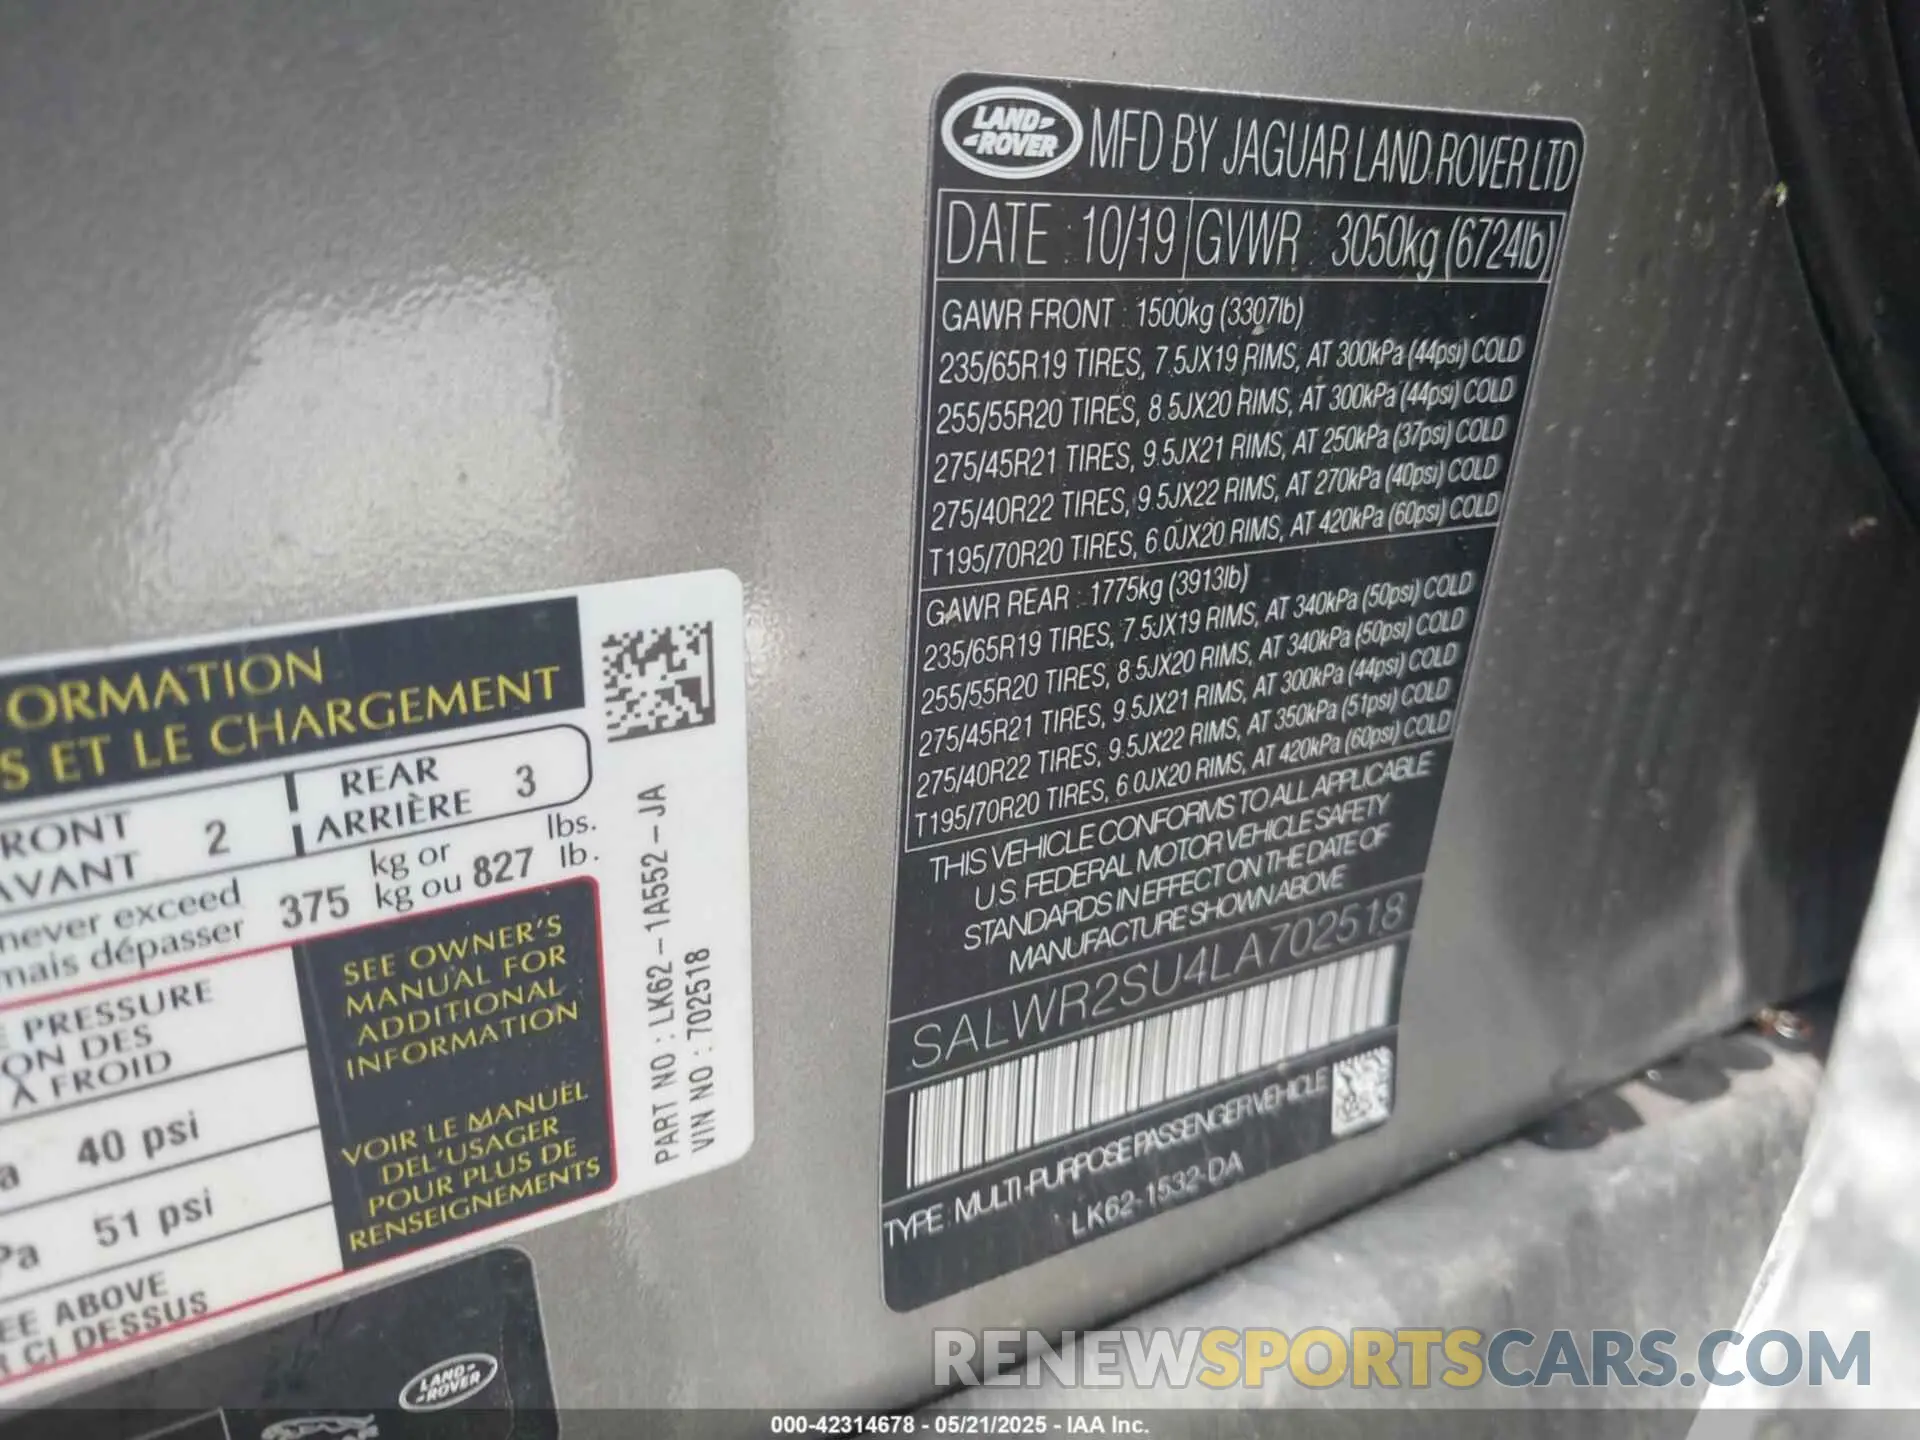 LAND ROVER
MFD BY JAGUAR LAND ROVER LTD
DATE : 10/19 GVWR : 3050kg (6724lb)
GAWR FRONT : 1500kg (3307lb)
235/65R19 TIRES, 7.5JX19 RIMS, AT 300kPa (44psi) COLD
255/55R20 TIRES, 8.5JX20 RIMS, AT 300kPa (44psi) COLD
275/45R21 TIRES, 9.5JX21 RIMS, AT 250kPa (37psi) COLD
275/40R22 TIRES, 9.5JX22 RIMS, AT 270kPa (40psi) COLD
T195/70R20 TIRES, 6.0JX20 RIMS, AT 420kPa (60psi) COLD
GAWR REAR : 1775kg (3913lb)
235/65R19 TIRES, 7.5JX19 RIMS, AT 340kPa (50psi) COLD
255/55R20 TIRES, 8.5JX20 RIMS, AT 340kPa (50psi) COLD
275/45R21 TIRES, 9.5JX21 RIMS, AT 300kPa (44psi) COLD
275/40R22 TIRES, 9.5JX22 RIMS, AT 350kPa (51psi) COLD
T195/70R20 TIRES, 6.0JX20 RIMS, AT 420kPa (60psi) COLD
THIS VEHICLE CONFORMS TO ALL APPLICABLE
U.S. FEDERAL MOTOR VEHICLE SAFETY
STANDARDS IN EFFECT ON THE DATE OF
MANUFACTURE SHOWN ABOVE
SALWR2SU4LA702518
TYPE: MULTI-PURPOSE PASSENGER VEHICLE
LK62-1532-DA
ORMATION
S ET LE CHARGEMENT
RONT
AVANT
2
REAR
ARRIÈRE
3
never exceed
mais dépasser
375
kg or
kg ou
827
lbs.
lb.
E PRESSURE
ON DES
À FROID
a 40 psi
Pa 51 psi
EE ABOVE
CI DESSUS
SEE OWNER'S
MANUAL FOR
ADDITIONAL
INFORMATION
VOIR LE MANUEL
DEL'USAGER
POUR PLUS DE
RENSEIGNEMENTS
PART NO : LK62-1A552-JA
VIN NO : 702518
LAND ROVER
RENEWSPORTSCARS.COM
000-42314678 - 05/21/2025 - IAA Inc.